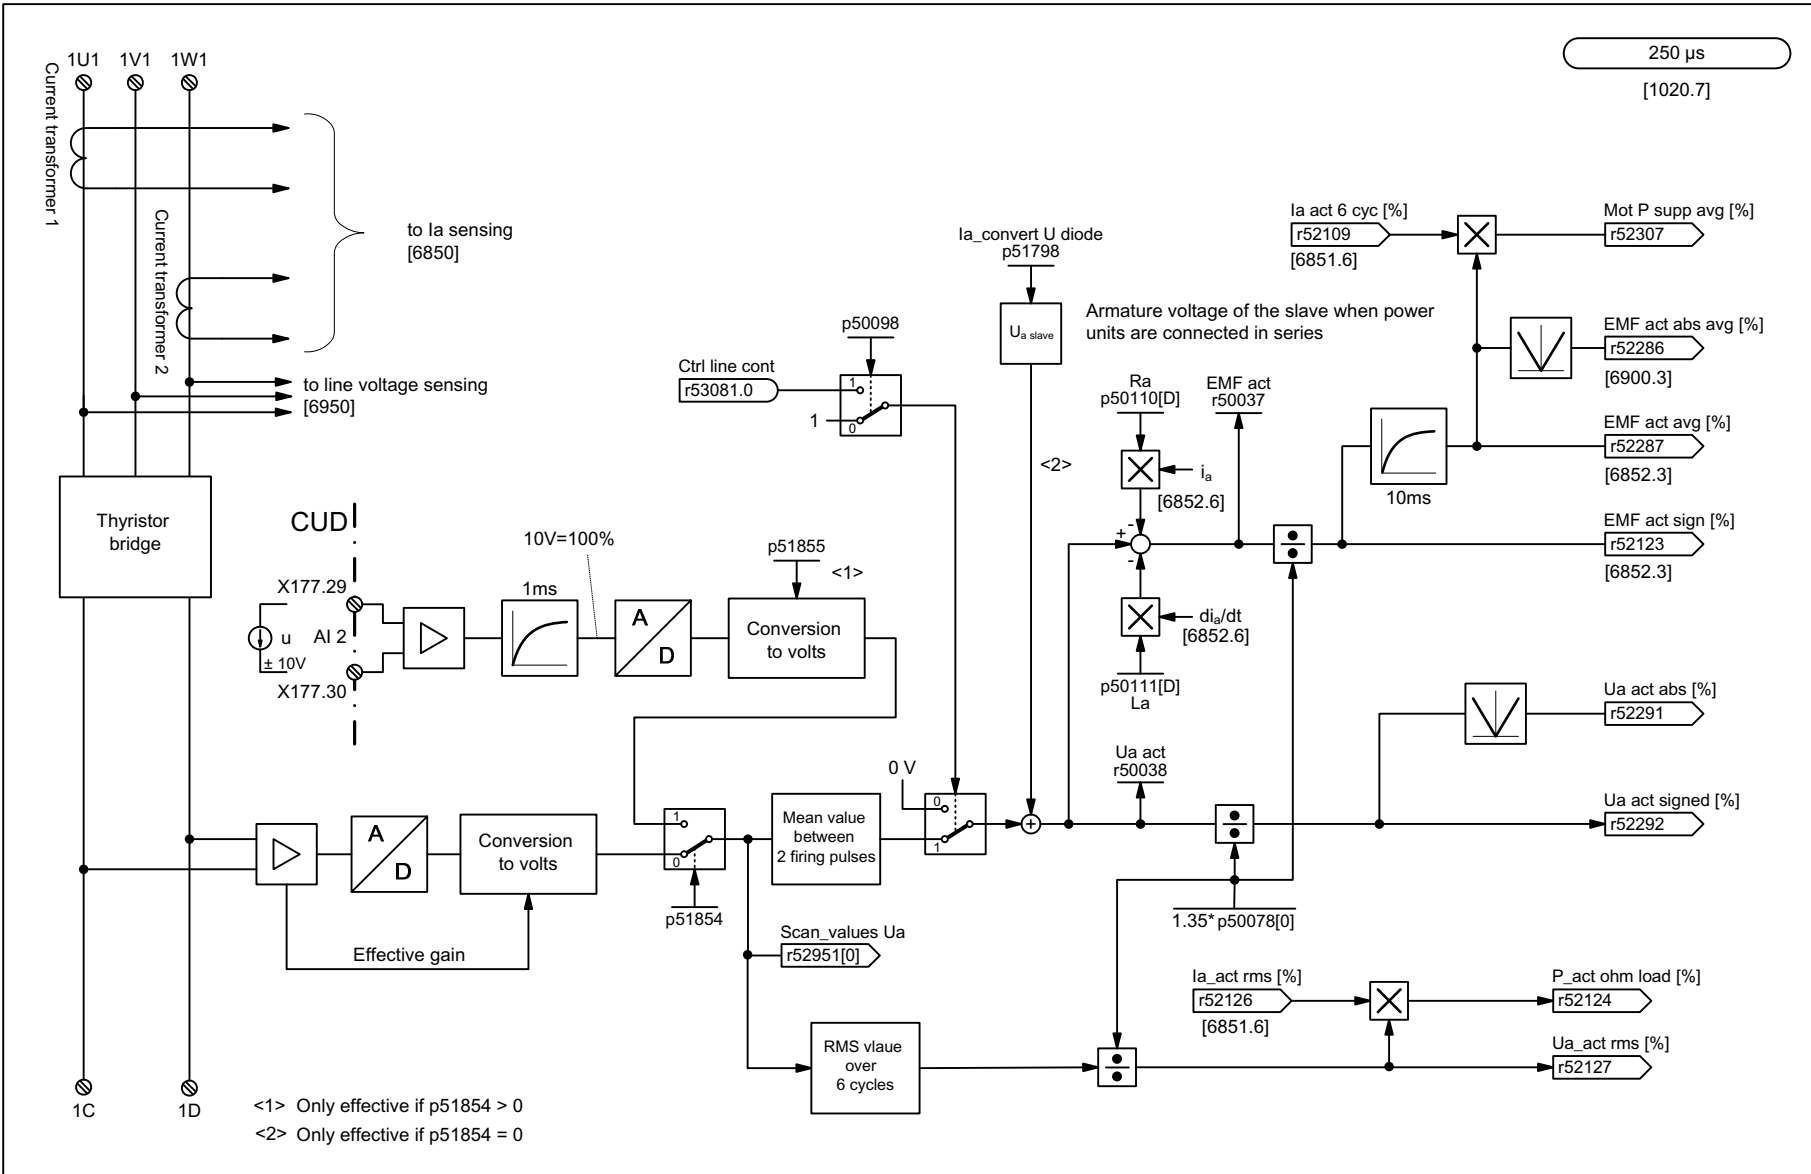 1U1 1V1 1W1
Current transformer 1
250 µs
[1020.7]
Current transformer 2
to Ia sensing
[6850]
to line voltage sensing
[6950]
Ia act 6 cyc [%]
r52109
[6851.6]
Mot P supp avg [%]
r52307
Ia_convert U diode
p51798
Ua slave
Armature voltage of the slave when power
units are connected in series
EMF act abs avg [%]
r52286
[6900.3]
p50098
Ctrl line cont
r53081.0
1
1
0
Ra
p50110[D]
EMF act
r50037
EMF act avg [%]
r52287
[6852.3]
10ms
<2>
ia
[6852.6]
Thyristor
bridge
CUD
10V=100%
p51855
<1>
+
-
-
EMF act sign [%]
r52123
[6852.3]
X177.29
1ms
u
AI 2
± 10V
X177.30
A
D
Conversion
to volts
dia/dt
[6852.6]
p50111[D]
La
Ua act abs [%]
r52291
Ua act
r50038
0 V
A
D
Conversion
to volts
1
0
Mean value
between
2 firing pulses
0
1
+
Ua act signed [%]
r52292
p51854
1.35* p50078[0]
Effective gain
Scan_values Ua
r52951[0]
Ia_act rms [%]
r52126
[6851.6]
P_act ohm load [%]
r52124
RMS vlaue
over
6 cycles
Ua_act rms [%]
r52127
1C 1D
<1> Only effective if p51854 > 0
<2> Only effective if p51854 = 0